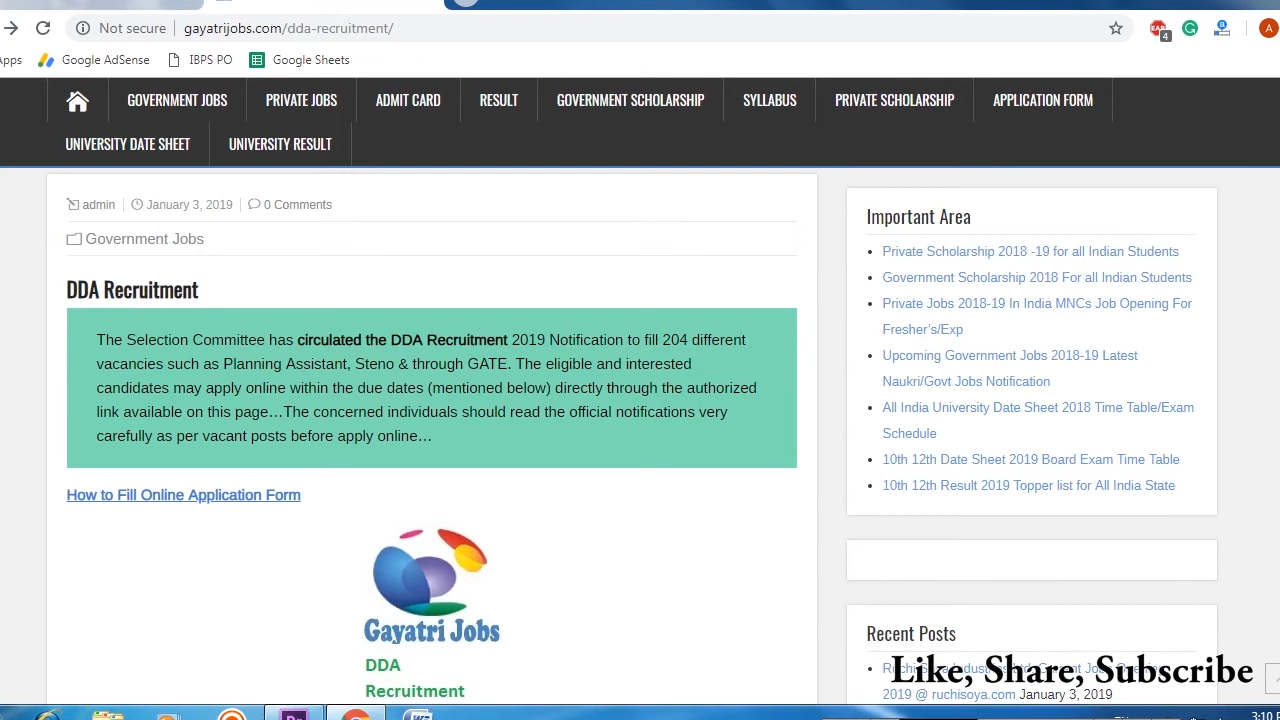 Not secure gayatrijobs.com/dda-recruitment/
4
A
Google AdSense IBPS PO Google Sheets
GOVERNMENT JOBS PRIVATE JOBS ADMIT CARD RESULT GOVERNMENT SCHOLARSHIP SYLLABUS PRIVATE SCHOLARSHIP APPLICATION FORM
UNIVERSITY DATE SHEET UNIVERSITY RESULT
admin January 3, 2019 0 Comments
Government Jobs
DDA Recruitment
The Selection Committee has circulated the DDA Recruitment 2019 Notification to fill 204 different
vacancies such as Planning Assistant, Steno & through GATE. The eligible and interested
candidates may apply online within the due dates (mentioned below) directly through the authorized
link available on this page…The concerned individuals should read the official notifications very
carefully as per vacant posts before apply online…
How to Fill Online Application Form
Gayatri Jobs
DDA
Recruitment
Important Area
Private Scholarship 2018 -19 for all Indian Students
Government Scholarship 2018 For all Indian Students
Private Jobs 2018-19 In India MNCs Job Opening For
Fresher's/Exp
Upcoming Government Jobs 2018-19 Latest
Naukri/Govt Jobs Notification
All India University Date Sheet 2018 Time Table/Exam
Schedule
10th 12th Date Sheet 2019 Board Exam Time Table
10th 12th Result 2019 Topper list for All India State
Recent Posts
2019 @ ruchisoya.com January 3, 2019
Like, Share, Subscribe